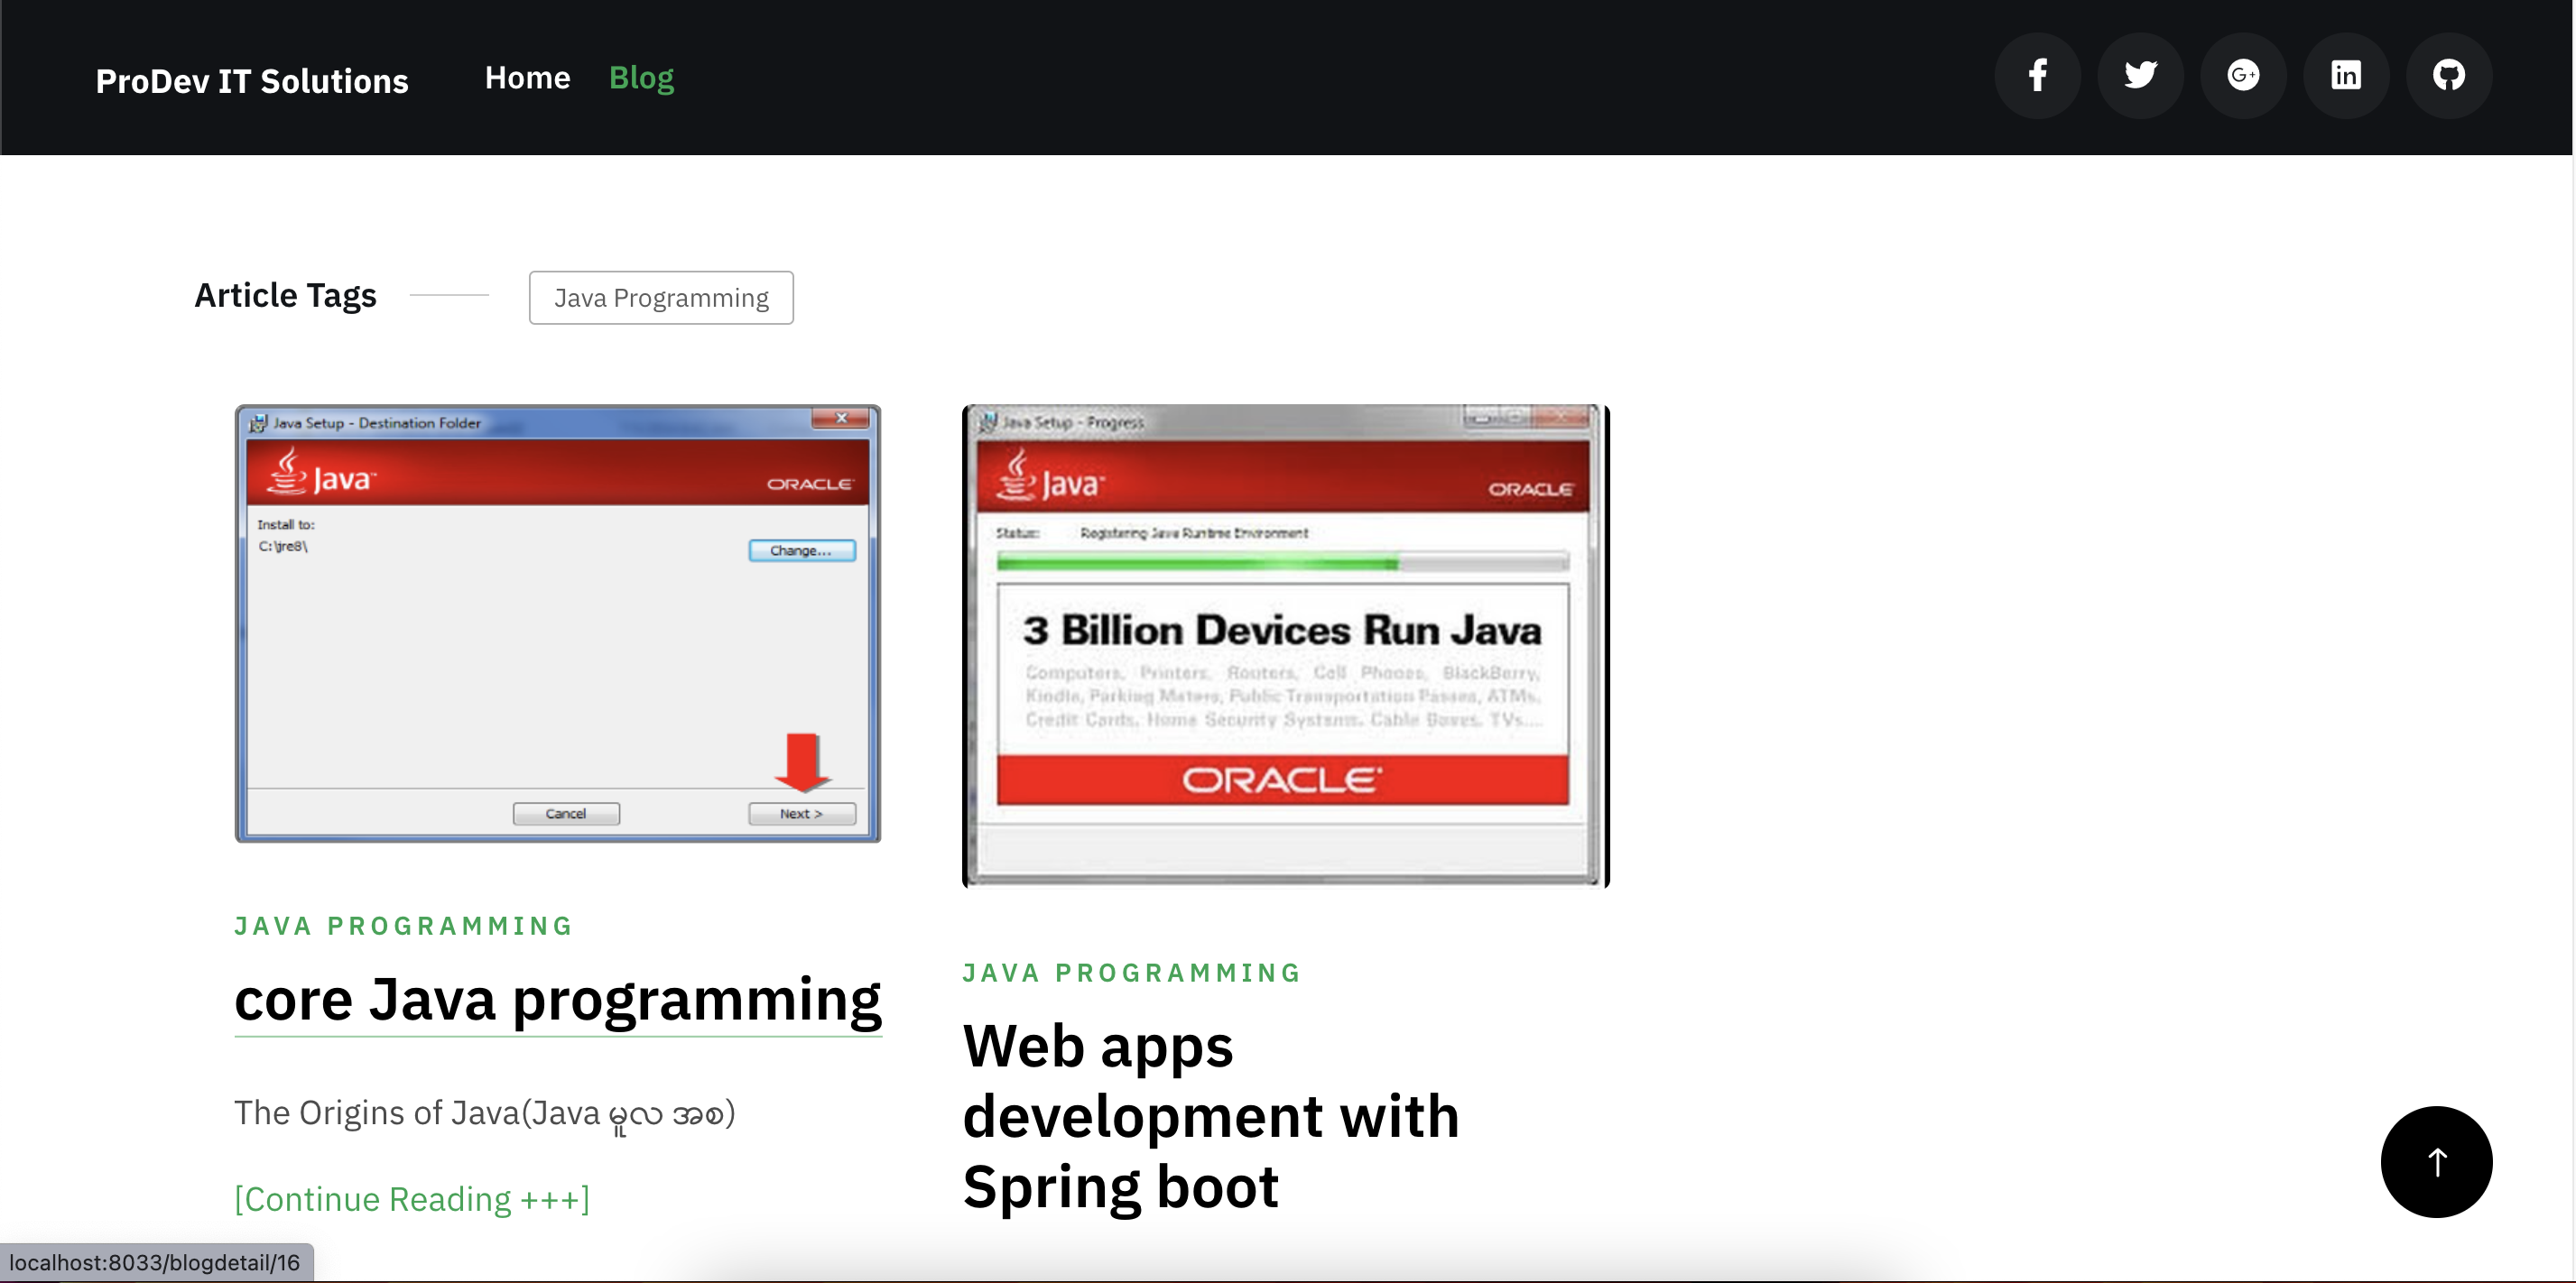 ProDev IT Solutions
Home
Blog
Article Tags
Java Programming
Java Setup - Destination Folder
Java™
ORACLE
Install to:
C:\jre8\
Change...
Cancel
Next >
JAVA PROGRAMMING
core Java programming
The Origins of Java(Java မူလ အစ)
[Continue Reading +++]
Java Setup - Progress
Java™
ORACLE
Status: Registering Java Runtime Environment
3 Billion Devices Run Java
Computers, Printers, Routers, Cell Phones, BlackBerry,
Kindle, Parking Meters, Public Transportation Passes, ATMs,
Credit Cards, Home Security Systems, Cable Boxes, TVs....
ORACLE
JAVA PROGRAMMING
Web apps
development with
Spring boot
localhost:8033/blogdetail/16